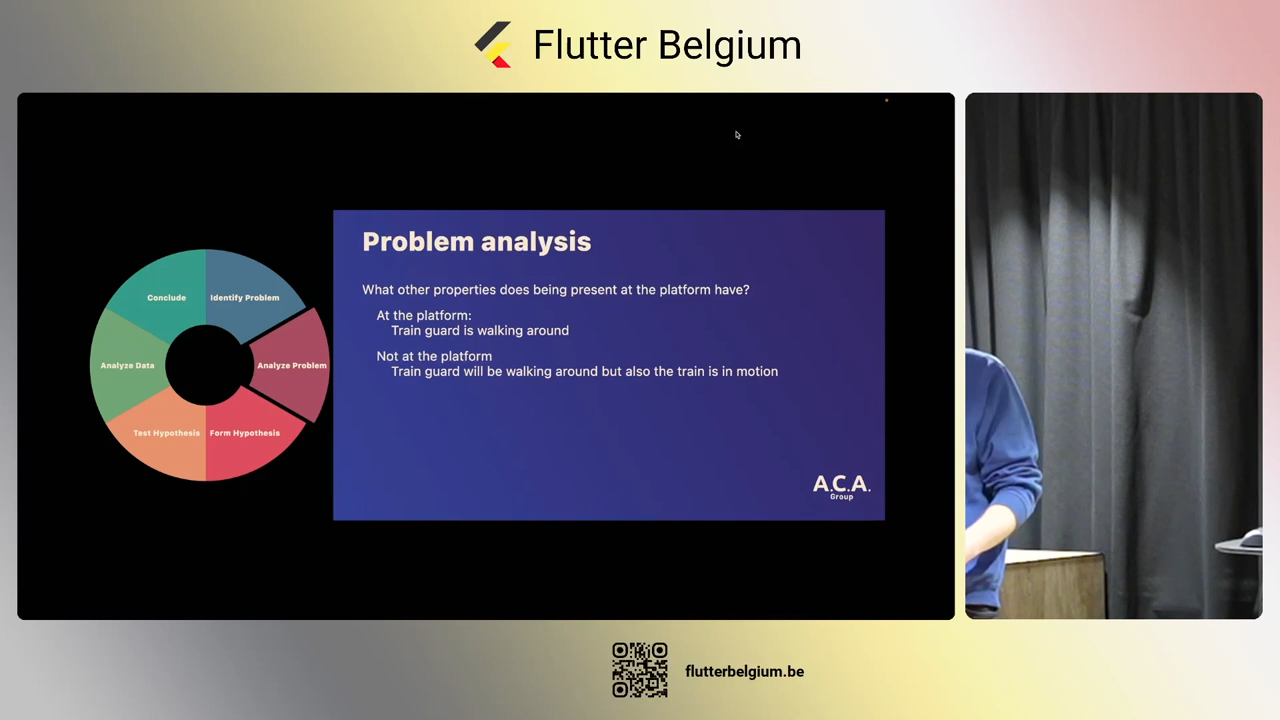 Flutter Belgium
Conclude
Identify Problem
Analyze Data
Analyze Problem
Test Hypothesis
Form Hypothesis
Problem analysis
What other properties does being present at the platform have?
At the platform:
Train guard is walking around
Not at the platform
Train guard will be walking around but also the train is in motion
A.C.A.
Group
flutterbelgium.be